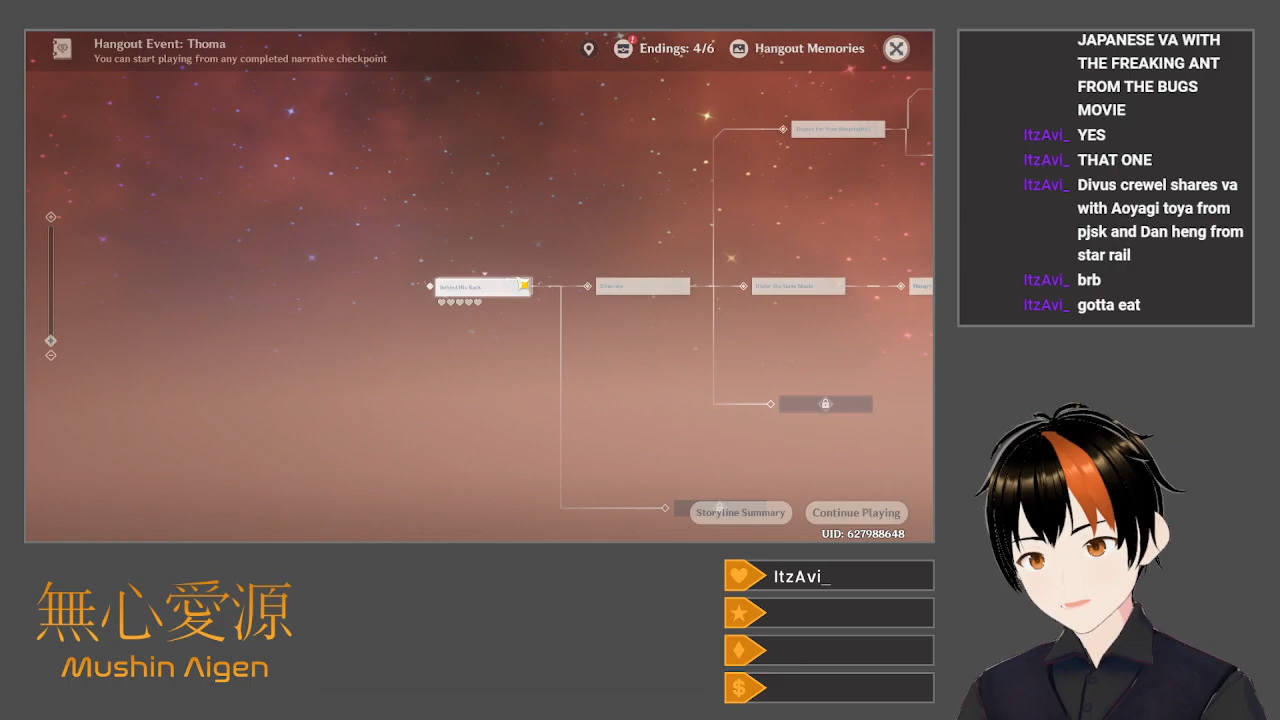 Hangout Event: Thoma
You can start playing from any completed narrative checkpoint
Endings: 4/6
Hangout Memories
Behind His Back
Under the Same Shade
Storyline Summary
Continue Playing
UID: 627988648
JAPANESE VA WITH
THE FREAKING ANT
FROM THE BUGS
MOVIE
ItzAvi_ YES
ItzAvi_ THAT ONE
ItzAvi_ Divus crewel shares va
with Aoyagi toya from
pjsk and Dan heng from
star rail
ItzAvi_ brb
ItzAvi_ gotta eat
無心愛源
Mushin Aigen
ItzAvi_